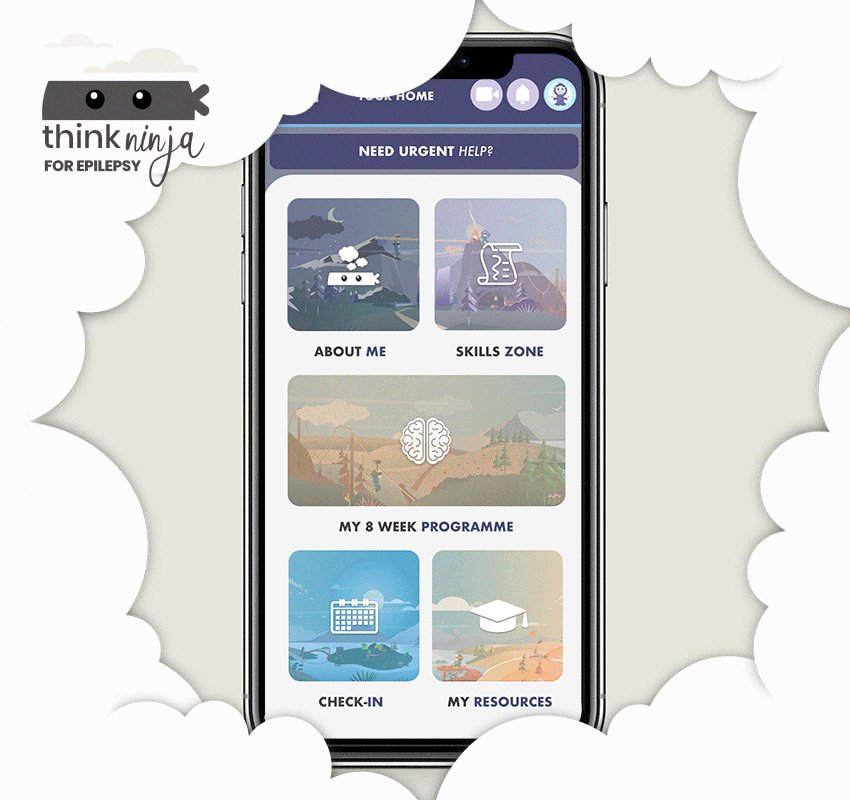 think ninja
FOR EPILEPSY
YOUR HOME
NEED URGENT HELP?
ABOUT ME
SKILLS ZONE
MY 8 WEEK PROGRAMME
CHECK-IN
MY RESOURCES